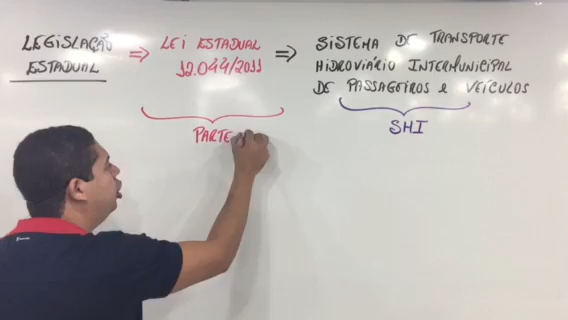 LEGISLAÇÃO
ESTADUAL
⇒ LEI ESTADUAL
12.044/2011
⇒ SISTEMA DE TRANSPORTE
HIDROVIÁRIO INTERMUNICIPAL
DE PASSAGEIROS E VEÍCULOS
PARTE
SHI